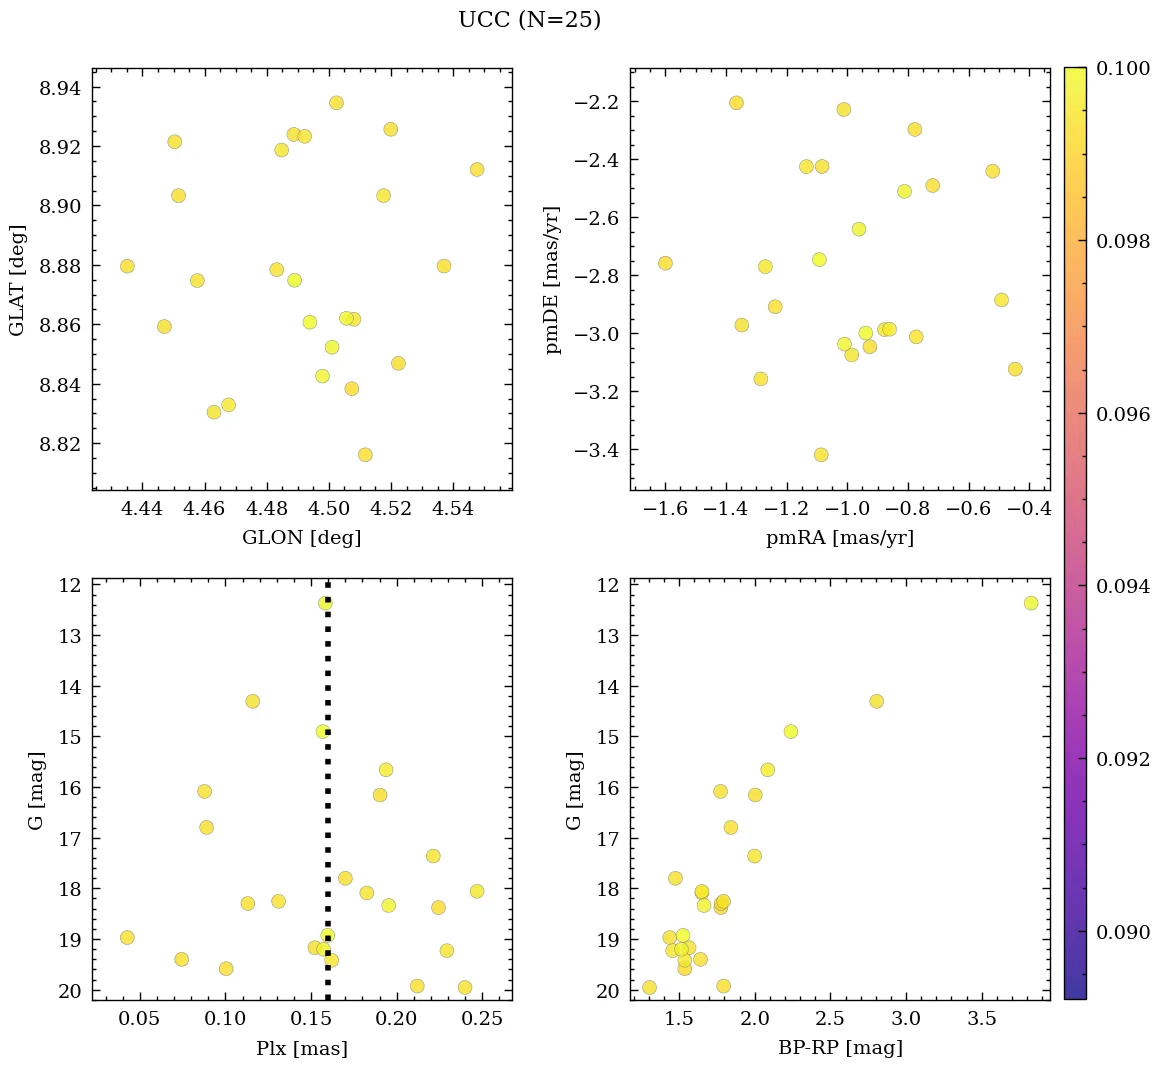 UCC (N=25)
8.94
8.92
8.90
8.88
8.86
8.84
8.82
GLAT [deg]
4.44 4.46 4.48 4.50 4.52 4.54
GLON [deg]
−2.2
−2.4
−2.6
−2.8
−3.0
−3.2
−3.4
pmDE [mas/yr]
−1.6 −1.4 −1.2 −1.0 −0.8 −0.6 −0.4
pmRA [mas/yr]
0.100
0.098
0.096
0.094
0.092
0.090
12
13
14
15
16
17
18
19
20
G [mag]
0.05 0.10 0.15 0.20 0.25
Plx [mas]
12
13
14
15
16
17
18
19
20
G [mag]
1.5 2.0 2.5 3.0 3.5
BP-RP [mag]